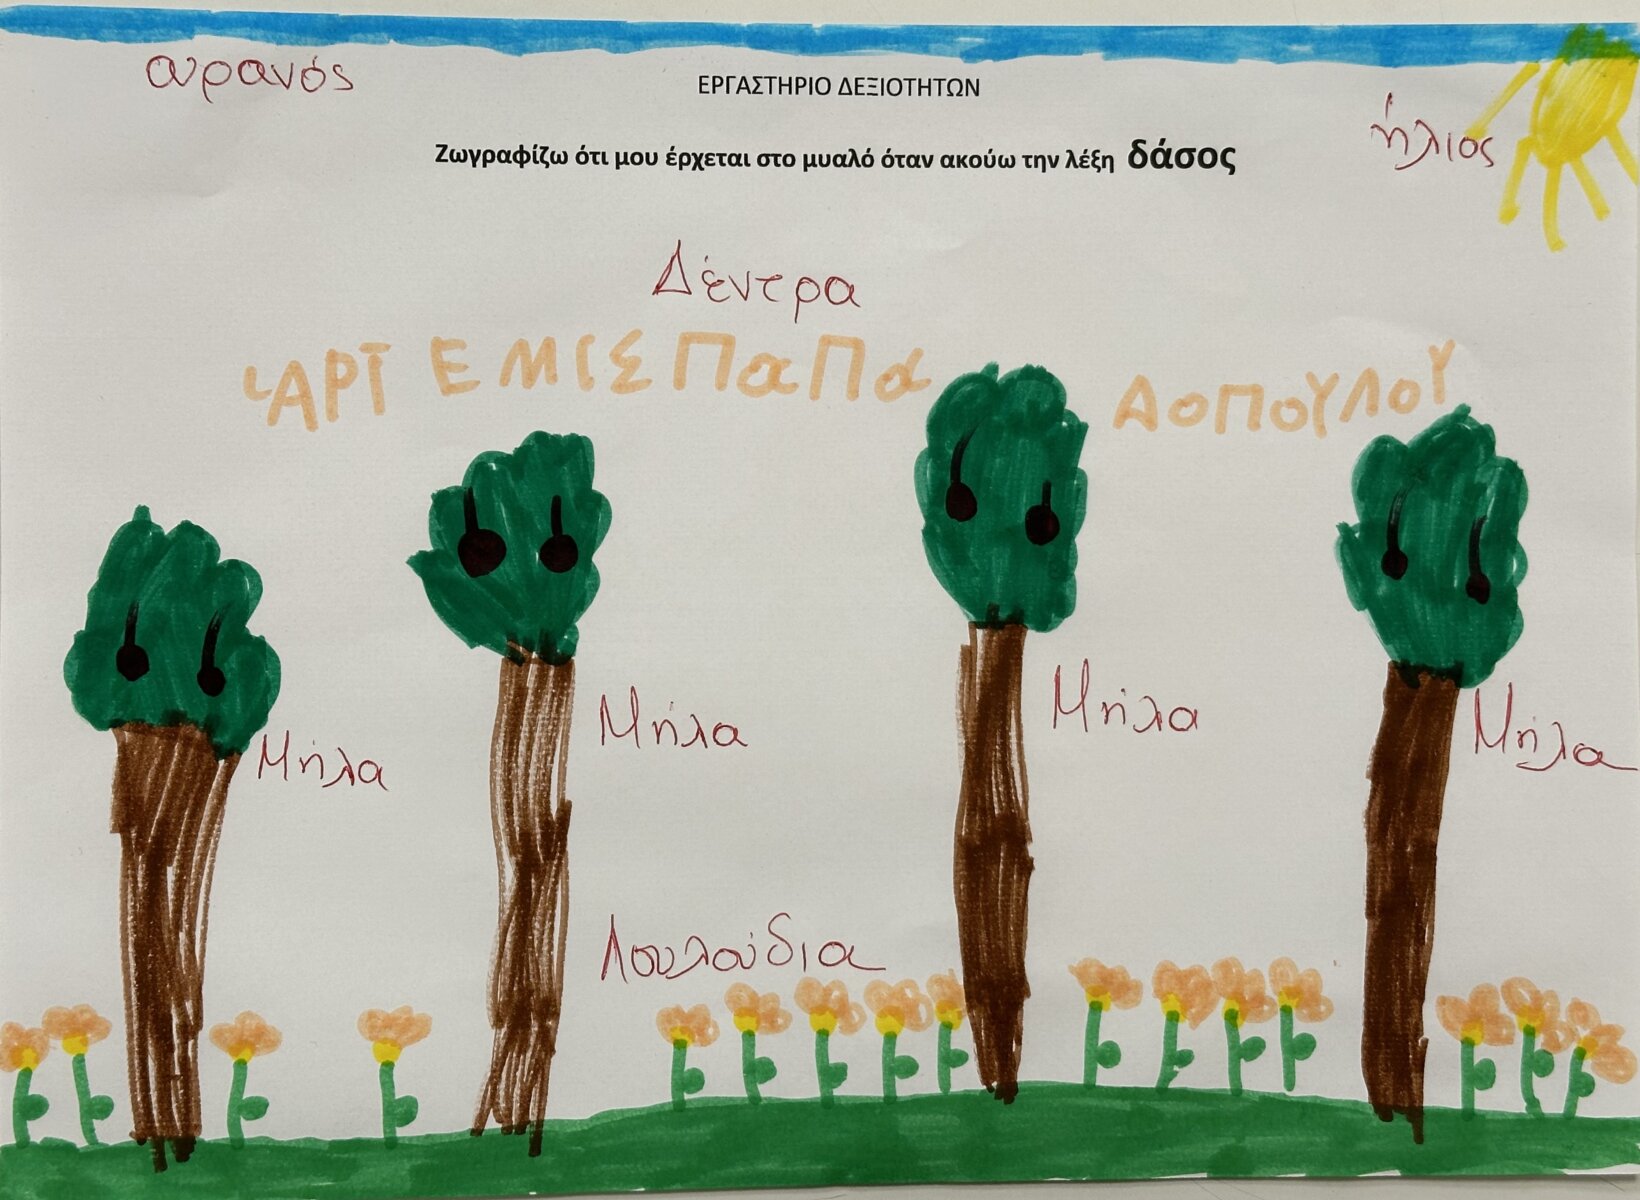 ουρανός
ΕΡΓΑΣΤΗΡΙΟ ΔΕΞΙΟΤΗΤΩΝ
ήλιος
Ζωγραφίζω ότι μου έρχεται στο μυαλό όταν ακούω την λέξη δάσος
Δέντρα
ΑΡΤΕΜΙΣ ΠαΠα ΔοΠοΥΛοΥ
Μήλα
Μήλα
Μήλα
Μήλα
Λουλούδια